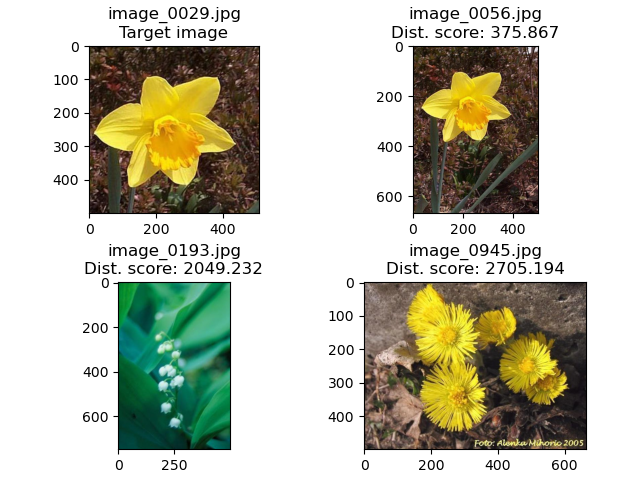 image_0029.jpg
Target image
0
100
200
300
400
0 200 400
image_0056.jpg
Dist. score: 375.867
0
200
400
600
0 200 400
image_0193.jpg
Dist. score: 2049.232
0
200
400
600
0 250
image_0945.jpg
Dist. score: 2705.194
0
100
200
300
400
Foto: Alenka Mihoric 2005
0 200 400 600